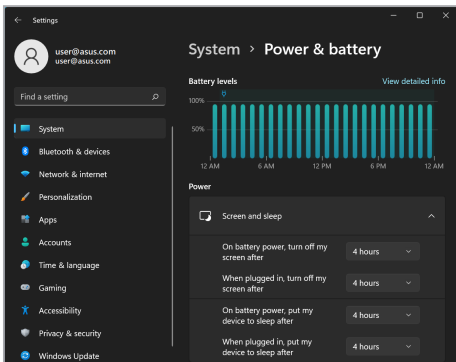 Settings
user@asus.com
user@asus.com
Find a setting
System
Bluetooth & devices
Network & internet
Personalization
Apps
Accounts
Time & language
Gaming
Accessibility
Privacy & security
Windows Update
System > Power & battery
Battery levels View detailed info
100%
50%
12 AM 6 AM 12 PM 6 PM 12 AM
Power
Screen and sleep
On battery power, turn off my
screen after
4 hours
When plugged in, turn off my
screen after
4 hours
On battery power, put my
device to sleep after
4 hours
When plugged in, put my
device to sleep after
4 hours